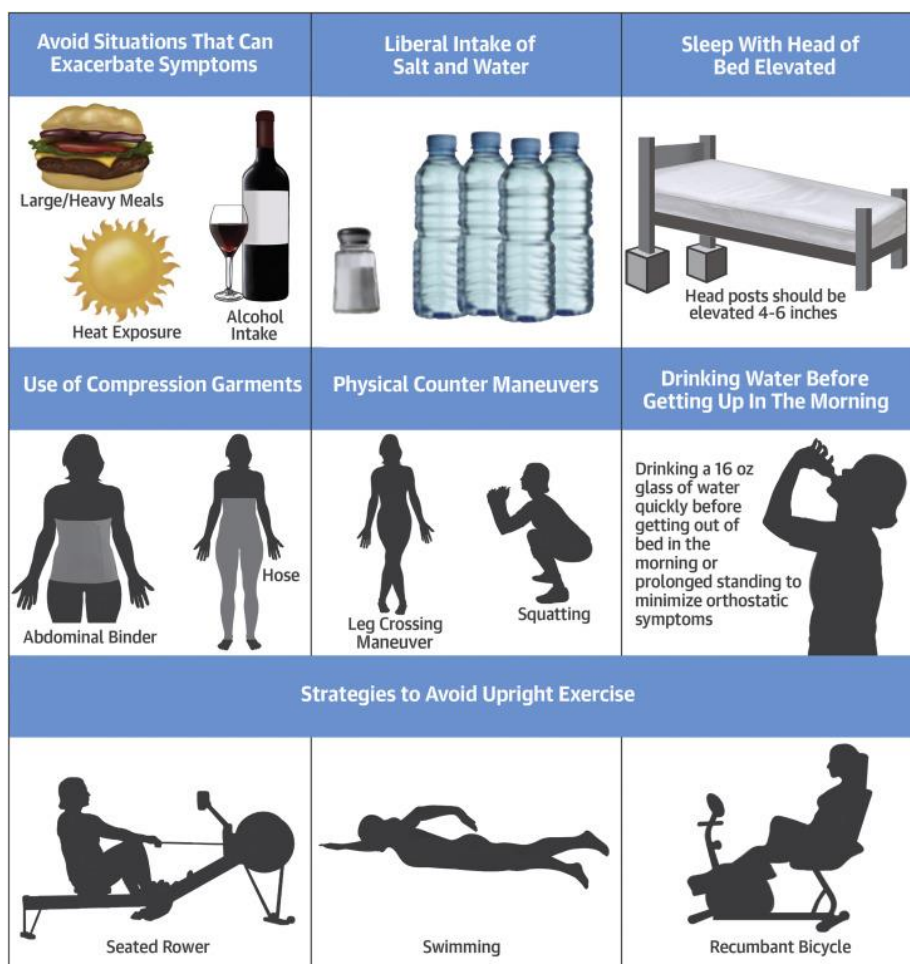 Avoid Situations That Can
Exacerbate Symptoms
Liberal Intake of
Salt and Water
Sleep With Head of
Bed Elevated
Large/Heavy Meals
Heat Exposure
Alcohol
Intake
Head posts should be
elevated 4-6 inches
Use of Compression Garments
Physical Counter Maneuvers
Drinking Water Before
Getting Up In The Morning
Abdominal Binder
Hose
Leg Crossing
Maneuver
Squatting
Drinking a 16 oz
glass of water
quickly before
getting out of
bed in the
morning or
prolonged standing to
minimize orthostatic
symptoms
Strategies to Avoid Upright Exercise
Seated Rower
Swimming
Recumbant Bicycle